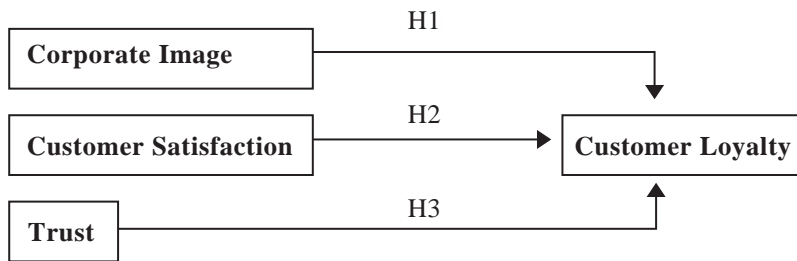 H1
Corporate Image
H2
Customer Satisfaction
Customer Loyalty
H3
Trust